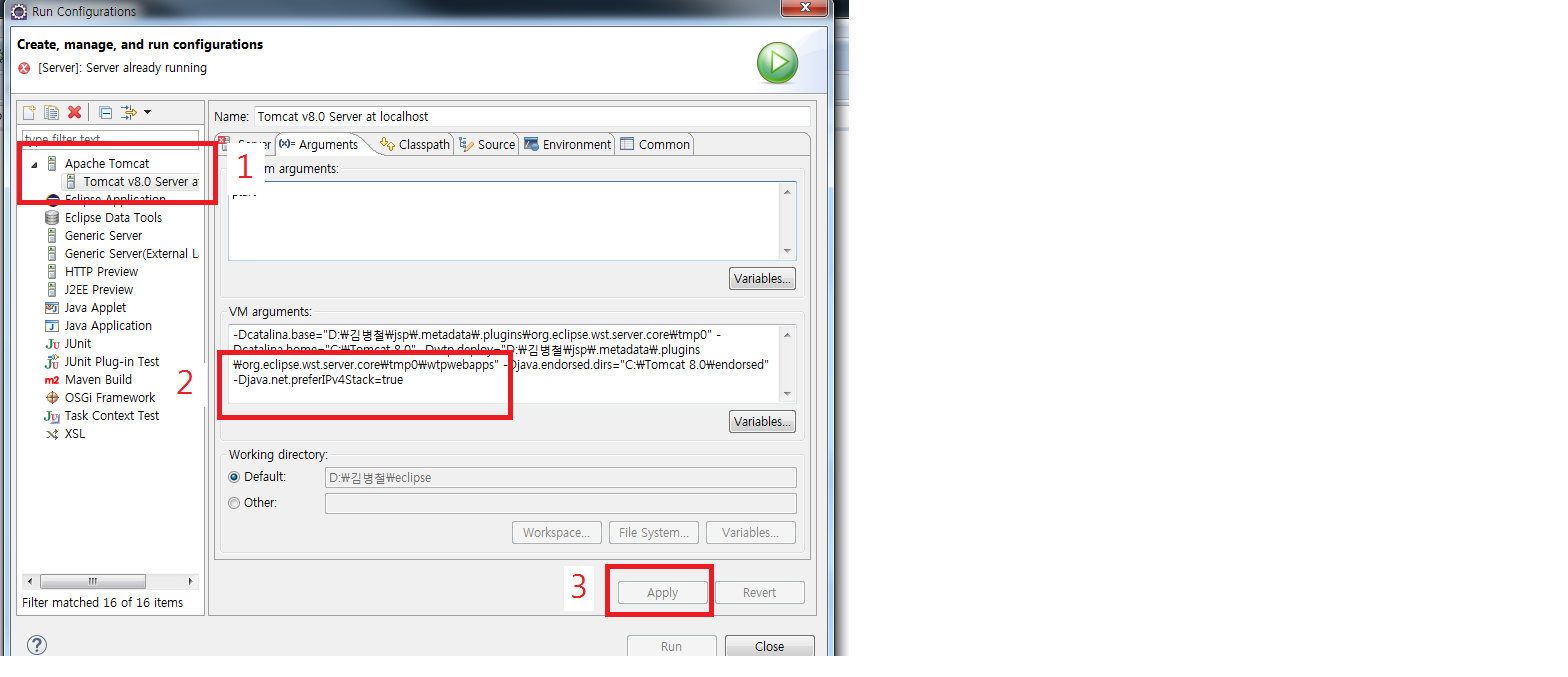 Run Configurations
Create, manage, and run configurations
[Server]: Server already running
type filter text
Apache Tomcat
Tomcat v8.0 Server a
Eclipse Application
Eclipse Data Tools
Generic Server
Generic Server(External La
HTTP Preview
J2EE Preview
Java Applet
Java Application
JUnit
JUnit Plug-in Test
Maven Build
OSGi Framework
Task Context Test
XSL
Filter matched 16 of 16 items
1
2
Name: Tomcat v8.0 Server at localhost
Server (x)= Arguments Classpath Source Environment Common
m arguments:
Variables...
VM arguments:
-Dcatalina.base="D:₩김병철₩jsp₩.metadata₩.plugins₩org.eclipse.wst.server.core₩tmp0" -
Dcatalina.home="C:₩Tomcat 8.0" -Dwtp.deploy="D:₩김병철₩jsp₩.metadata₩.plugins
₩org.eclipse.wst.server.core₩tmp0₩wtpwebapps" -Djava.endorsed.dirs="C:₩Tomcat 8.0₩endorsed"
-Djava.net.preferIPv4Stack=true
Variables...
Working directory:
Default: D:₩김병철₩eclipse
Other:
Workspace... File System... Variables...
3
Apply Revert
Run Close